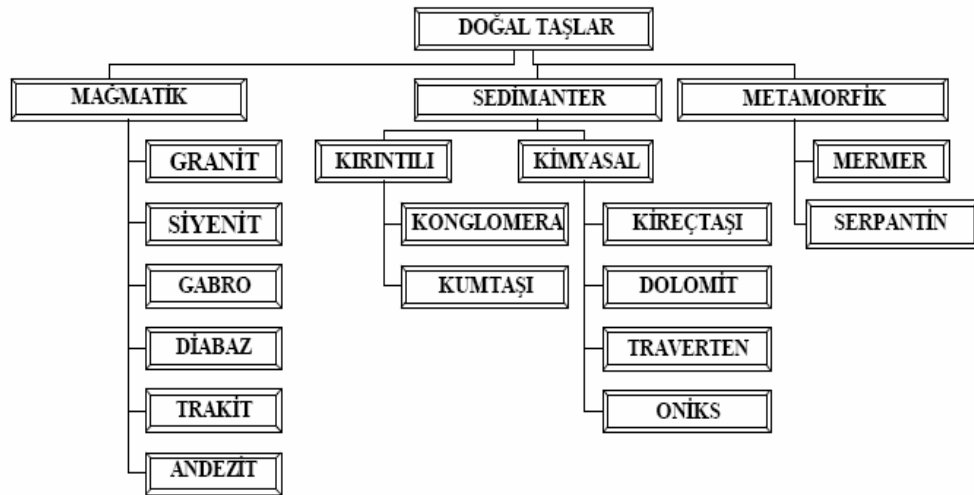 DOĞAL TAŞLAR
MAĞMATİK
SEDİMANTER
METAMORFİK
GRANİT
SİYENİT
GABRO
DİABAZ
TRAKİT
ANDEZİT
KIRINTILI
KONGLOMERA
KUMTAŞI
KİMYASAL
KİREÇTAŞI
DOLOMİT
TRAVERTEN
ONİKS
MERMER
SERPANTİN